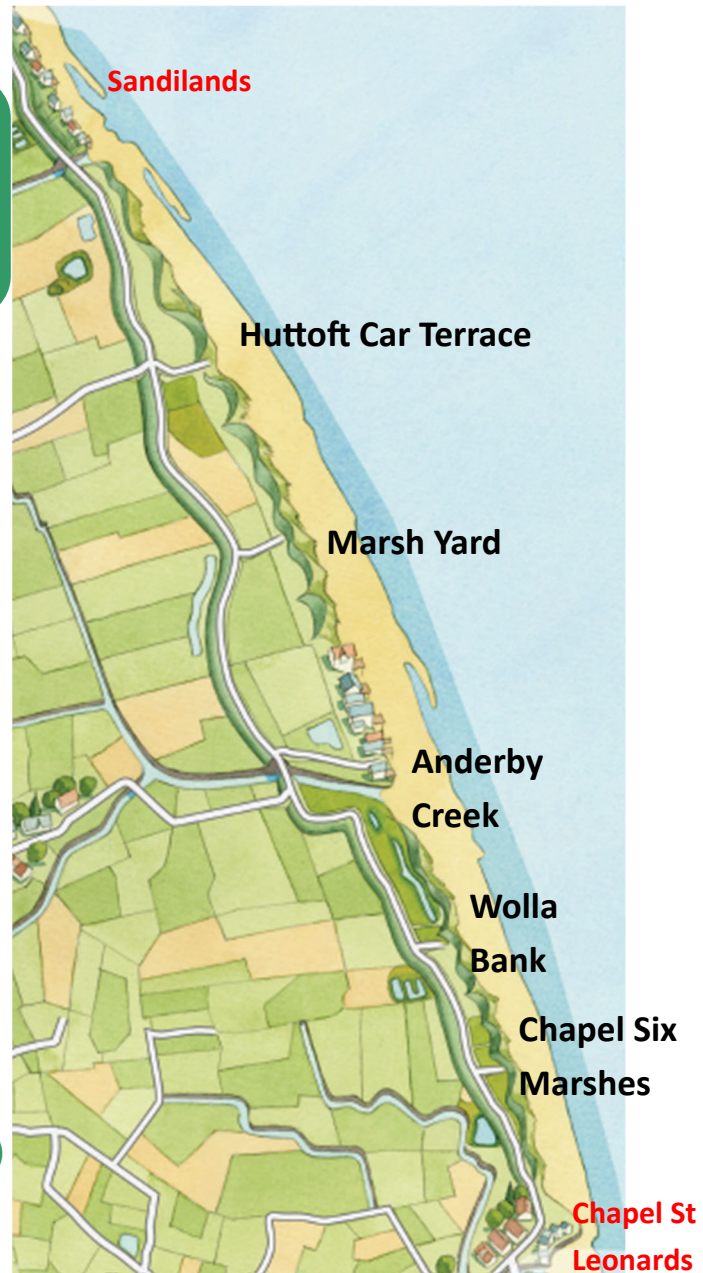 Sandilands
Huttoft Car Terrace
Marsh Yard
Anderby
Creek
Wolla
Bank
Chapel Six
Marshes
Chapel St
Leonards